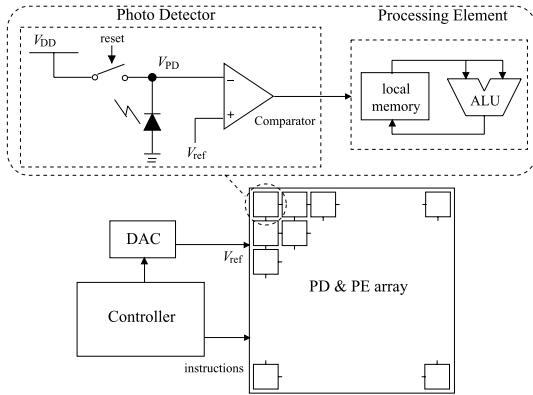 Photo Detector
Processing Element
VDD
reset
VPD
−
+
Vref
Comparator
local
memory
ALU
DAC
Vref
PD & PE array
Controller
instructions